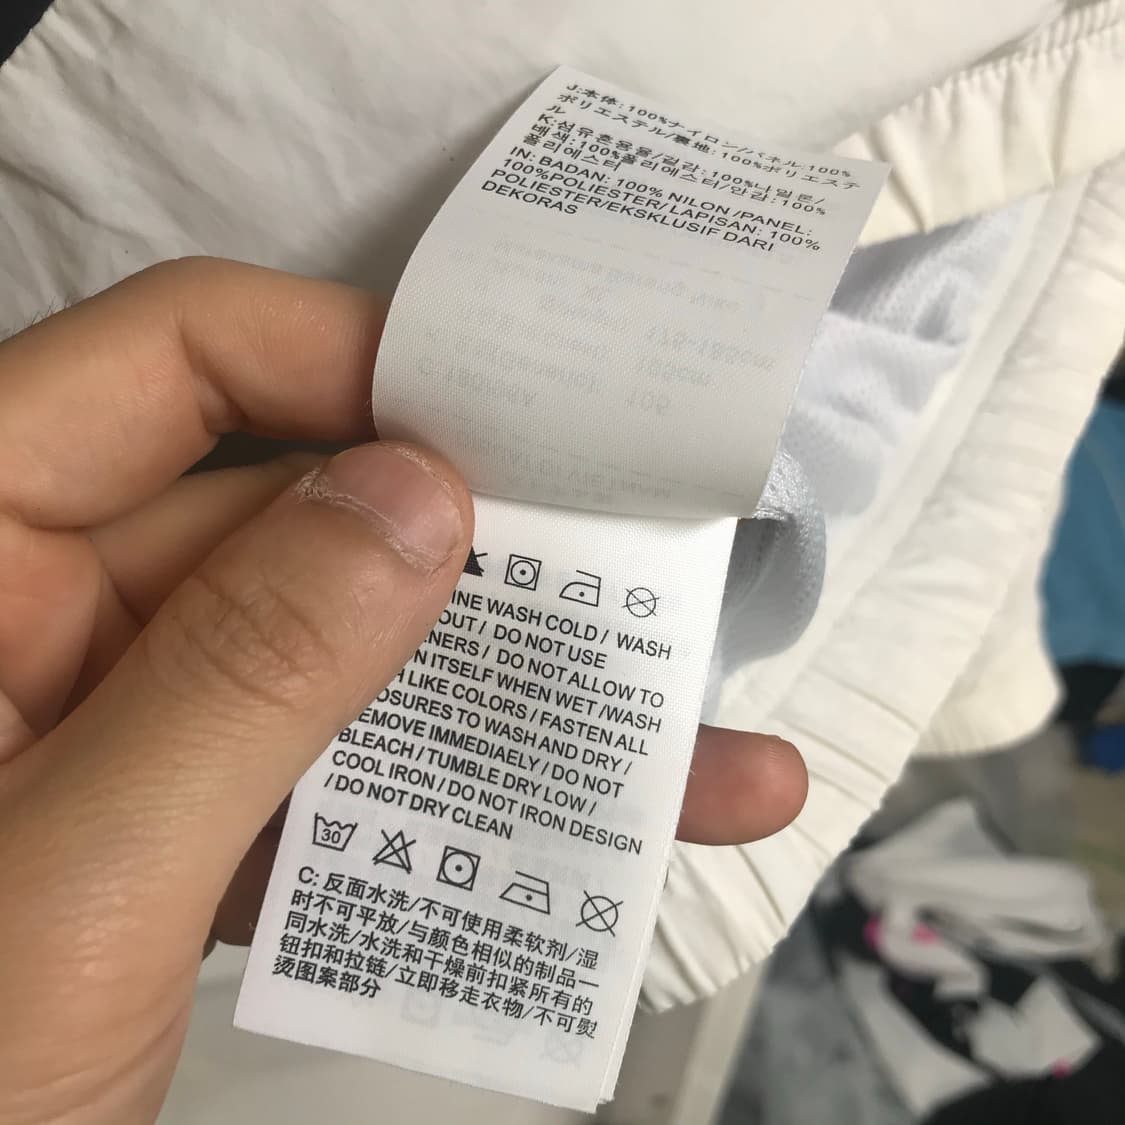 J:本体:100%ナイロン/パネル:100%
ポリエステル/裏地:100%ポリエステ
ル
K:섬유혼용율/겉감:100%나일론/
배색:100%폴리에스터/안감:100%
폴리에스터
IN: BADAN: 100% NILON /PANEL:
100%POLIESTER/ LAPISAN: 100%
POLIESTER/EKSKLUSIF DARI
DEKORAS
INE WASH COLD / WASH
OUT / DO NOT USE
NERS / DO NOT ALLOW TO
N ITSELF WHEN WET /WASH
H LIKE COLORS / FASTEN ALL
OSURES TO WASH AND DRY /
EMOVE IMMEDIAELY / DO NOT
BLEACH / TUMBLE DRY LOW /
COOL IRON / DO NOT IRON DESIGN
/ DO NOT DRY CLEAN
30
C: 反面水洗/不可使用柔软剂/湿
时不可平放/与颜色相似的制品一
同水洗/水洗和干燥前扣紧所有的
钮扣和拉链/立即移走衣物/不可熨
烫图案部分